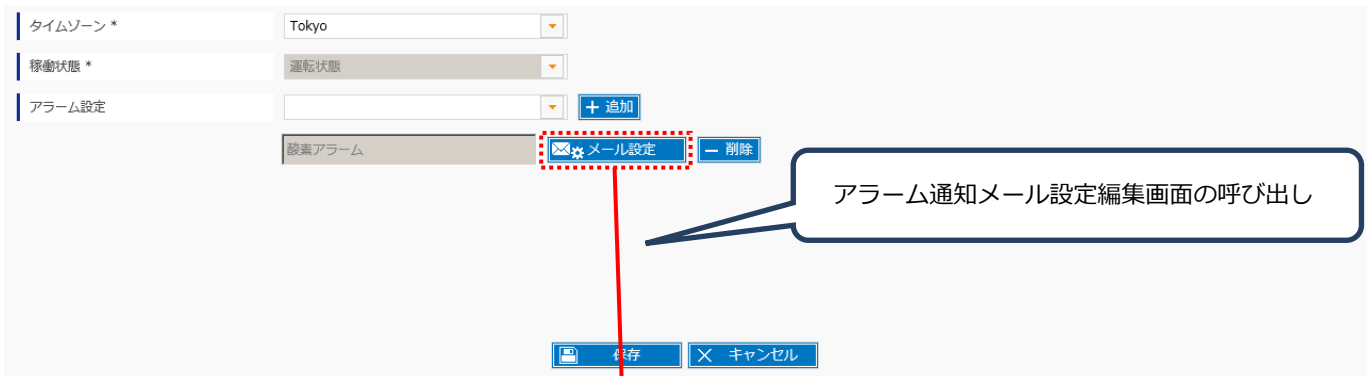 タイムゾーン * Tokyo
稼働状態 * 運転状態
アラーム設定 + 追加
酸素アラーム メール設定 − 削除
アラーム通知メール設定編集画面の呼び出し
保存 × キャンセル